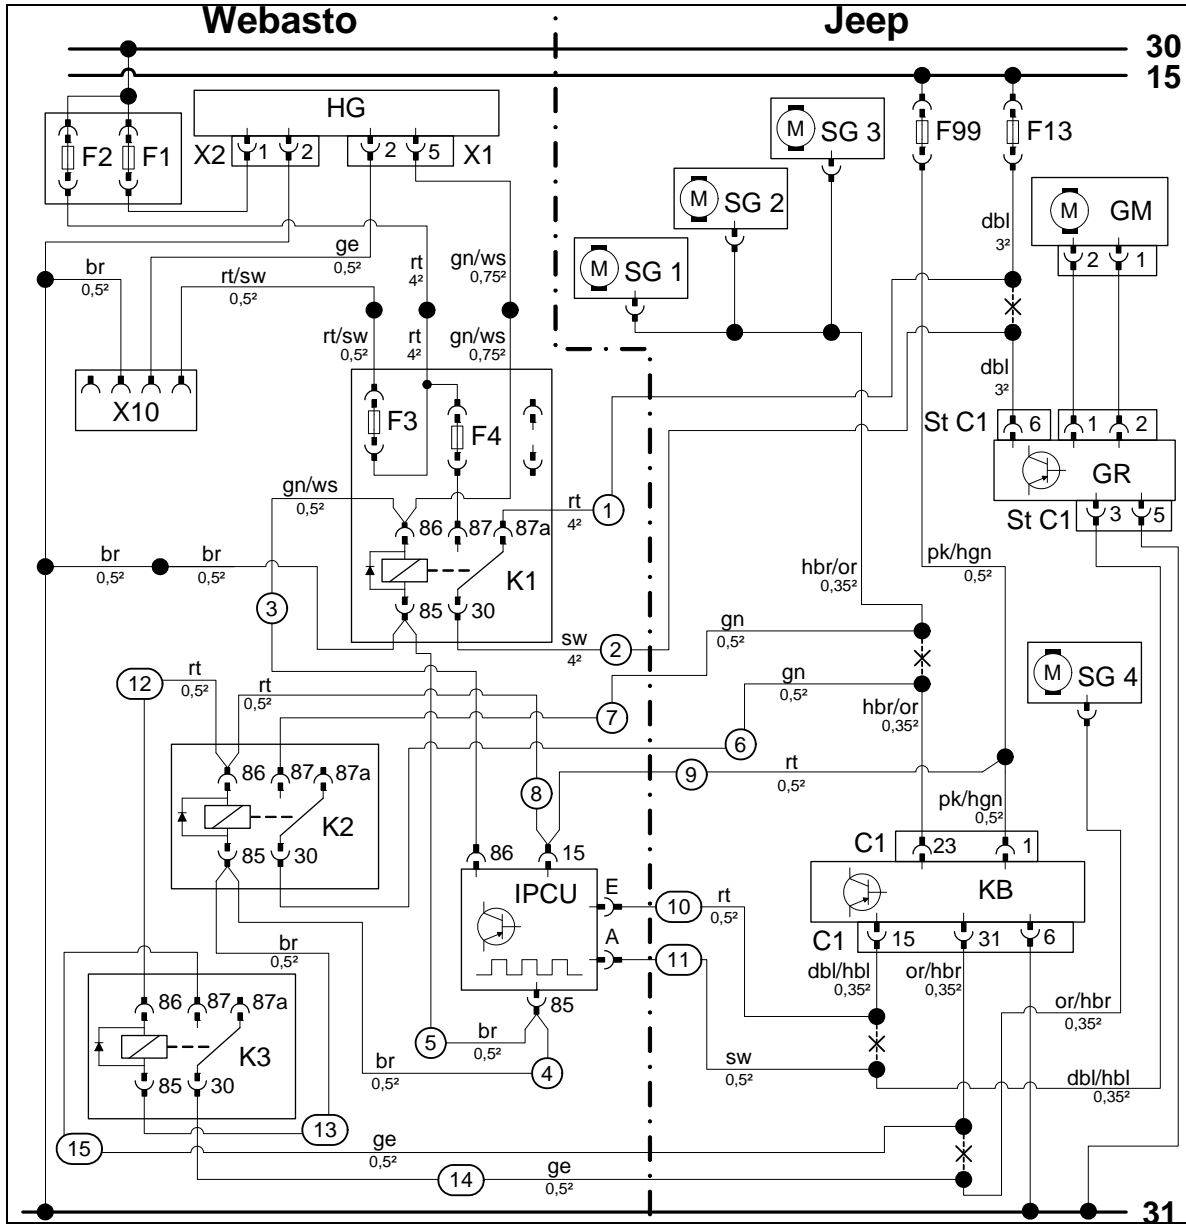 Webasto Jeep
30
15
HG
F2 F1 X2 1 2 2 5 X1
SG 3 F99 F13
SG 2
SG 1
M
M
M
M GM
2 1
dbl
3²
br
0,5²
ge
0,5²
rt/sw
0,5²
rt
4²
gn/ws
0,75²
rt/sw
0,5²
rt
4²
gn/ws
0,75²
dbl
3²
X10
F3 F4
St C1 6 1 2
GR
St C1 3 5
gn/ws
0,5²
86 87 87a
rt
4²
1
br
0,5²
br
0,5²
K1
3
85 30
hbr/or
0,35²
pk/hgn
0,5²
sw
4²
2
gn
0,5²
12
rt
0,5²
rt
0,5²
7
gn
0,5²
6
hbr/or
0,35²
M SG 4
86 87 87a
K2
85 30
8
9
rt
0,5²
pk/hgn
0,5²
86 15
IPCU
E
A
10
rt
0,5²
11
C1 23 1
KB
C1 15 31 6
br
0,5²
15
86 87 87a
K3
85 30
85
5
br
0,5²
4
br
0,5²
dbl/hbl
0,35²
or/hbr
0,35²
or/hbr
0,35²
sw
0,5²
dbl/hbl
0,35²
13
ge
0,5²
14
ge
0,5²
31